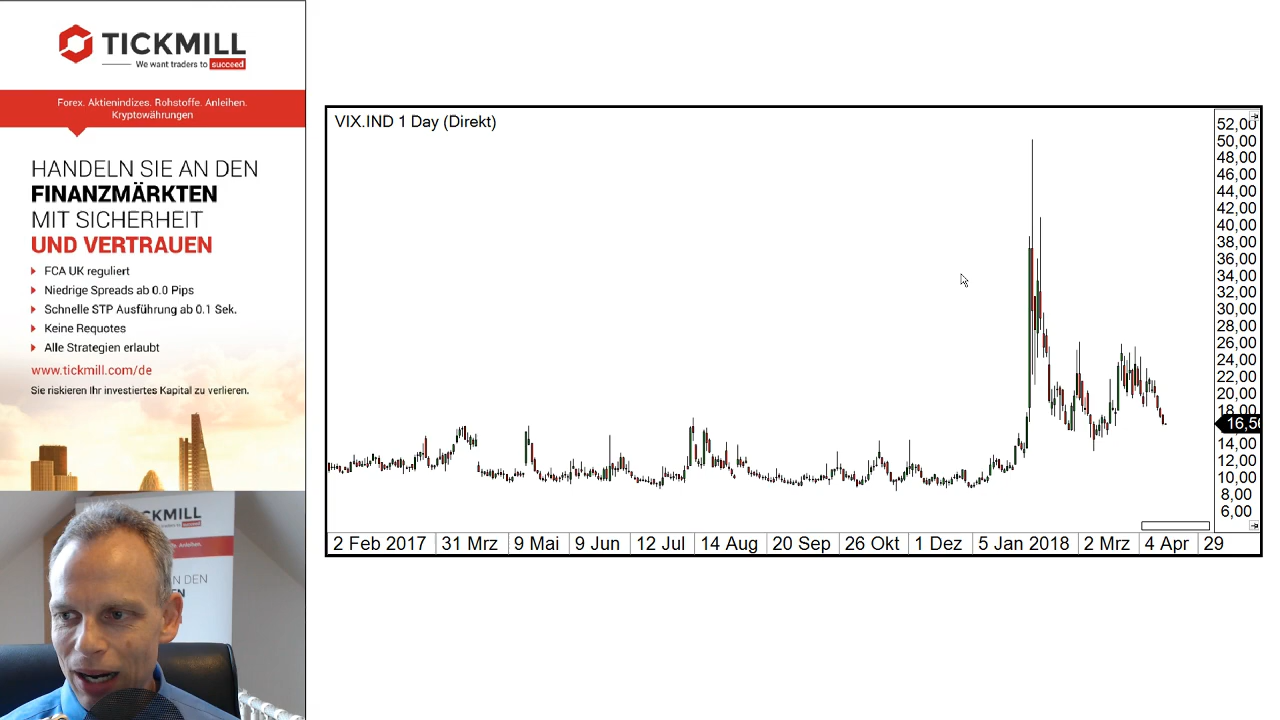 TICKMILL
We want traders to succeed
Forex. Aktienindizes. Rohstoffe. Anleihen.
Kryptowährungen
HANDELN SIE AN DEN
FINANZMÄRKTEN
MIT SICHERHEIT
UND VERTRAUEN
FCA UK reguliert
Niedrige Spreads ab 0.0 Pips
Schnelle STP Ausführung ab 0.1 Sek.
Keine Requotes
Alle Strategien erlaubt
www.tickmill.com/de
Sie riskieren Ihr investiertes Kapital zu verlieren.
CKMILL
traders to succeed
Anleihen.
N DEN
VIX.IND 1 Day (Direkt)
52,00
50,00
48,00
46,00
44,00
42,00
40,00
38,00
36,00
34,00
32,00
30,00
28,00
26,00
24,00
22,00
20,00
18,00
16,50
14,00
12,00
10,00
8,00
6,00
2 Feb 2017 31 Mrz 9 Mai 9 Jun 12 Jul 14 Aug 20 Sep 26 Okt 1 Dez 5 Jan 2018 2 Mrz 4 Apr 29